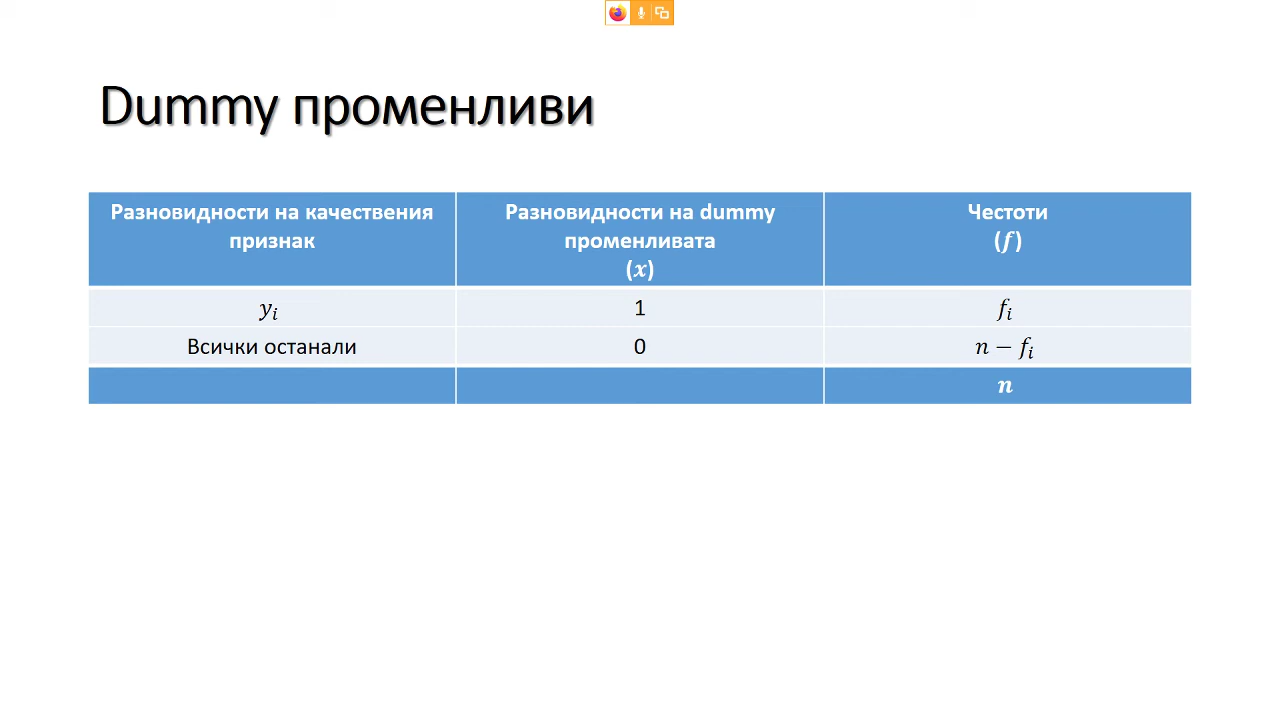 Dummy променливи
Разновидности на качествения
признак
Разновидности на dummy
променливата
(x)
Честоти
(f)
yᵢ
1
fᵢ
Всички останали
0
n − fᵢ
n